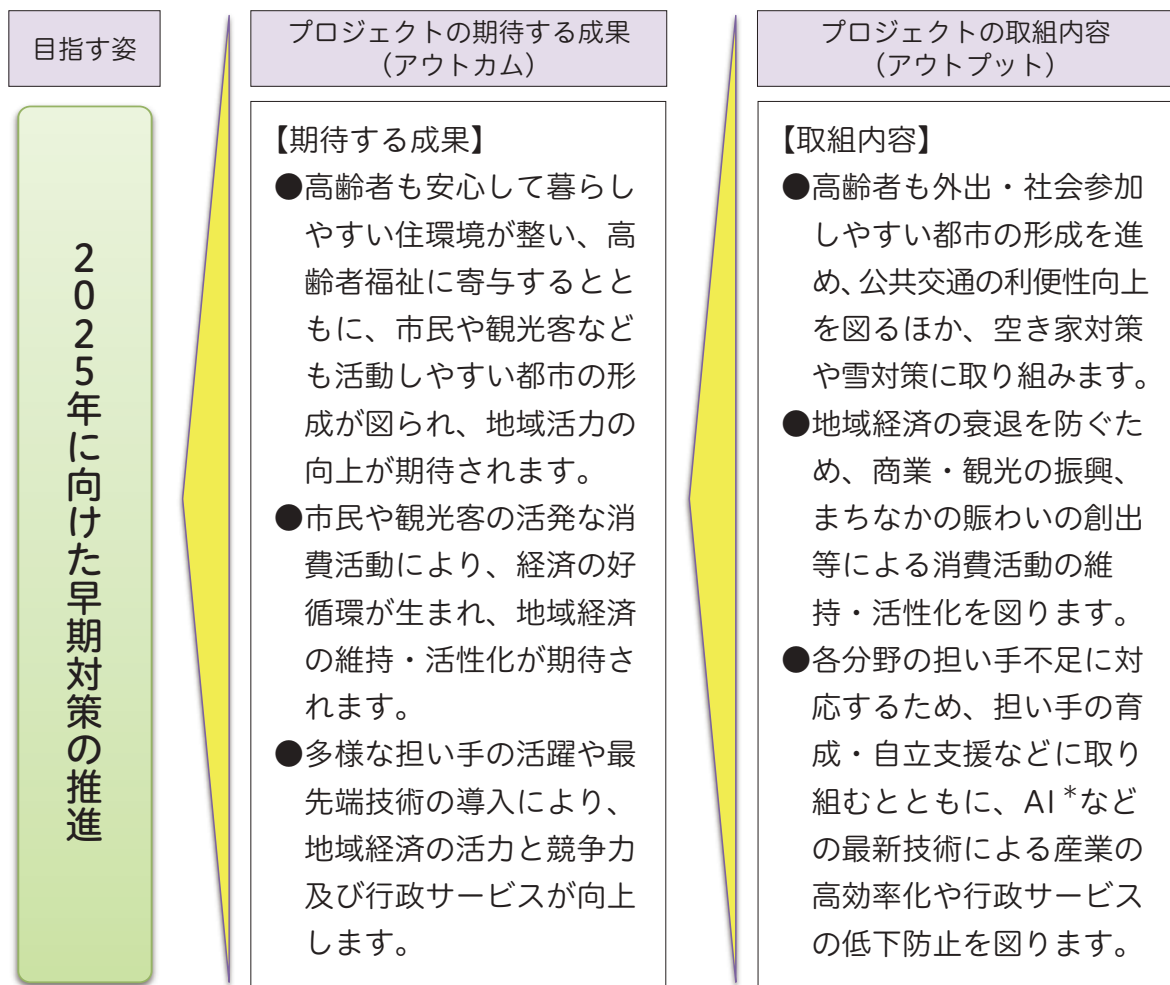 目指す姿
2025年に向けた早期対策の推進
プロジェクトの期待する成果
（アウトカム）
【期待する成果】
●高齢者も安心して暮らし
やすい住環境が整い、高
齢者福祉に寄与するとと
もに、市民や観光客など
も活動しやすい都市の形
成が図られ、地域活力の
向上が期待されます。
●市民や観光客の活発な消
費活動により、経済の好
循環が生まれ、地域経済
の維持・活性化が期待さ
れます。
●多様な担い手の活躍や最
先端技術の導入により、
地域経済の活力と競争力
及び行政サービスが向上
します。
プロジェクトの取組内容
（アウトプット）
【取組内容】
●高齢者も外出・社会参加
しやすい都市の形成を進
め、公共交通の利便性向上
を図るほか、空き家対策
や雪対策に取り組みます。
●地域経済の衰退を防ぐた
め、商業・観光の振興、
まちなかの賑わいの創出
等による消費活動の維
持・活性化を図ります。
●各分野の担い手不足に対
応するため、担い手の育
成・自立支援などに取り
組むとともに、AI＊など
の最新技術による産業の
高効率化や行政サービス
の低下防止を図ります。